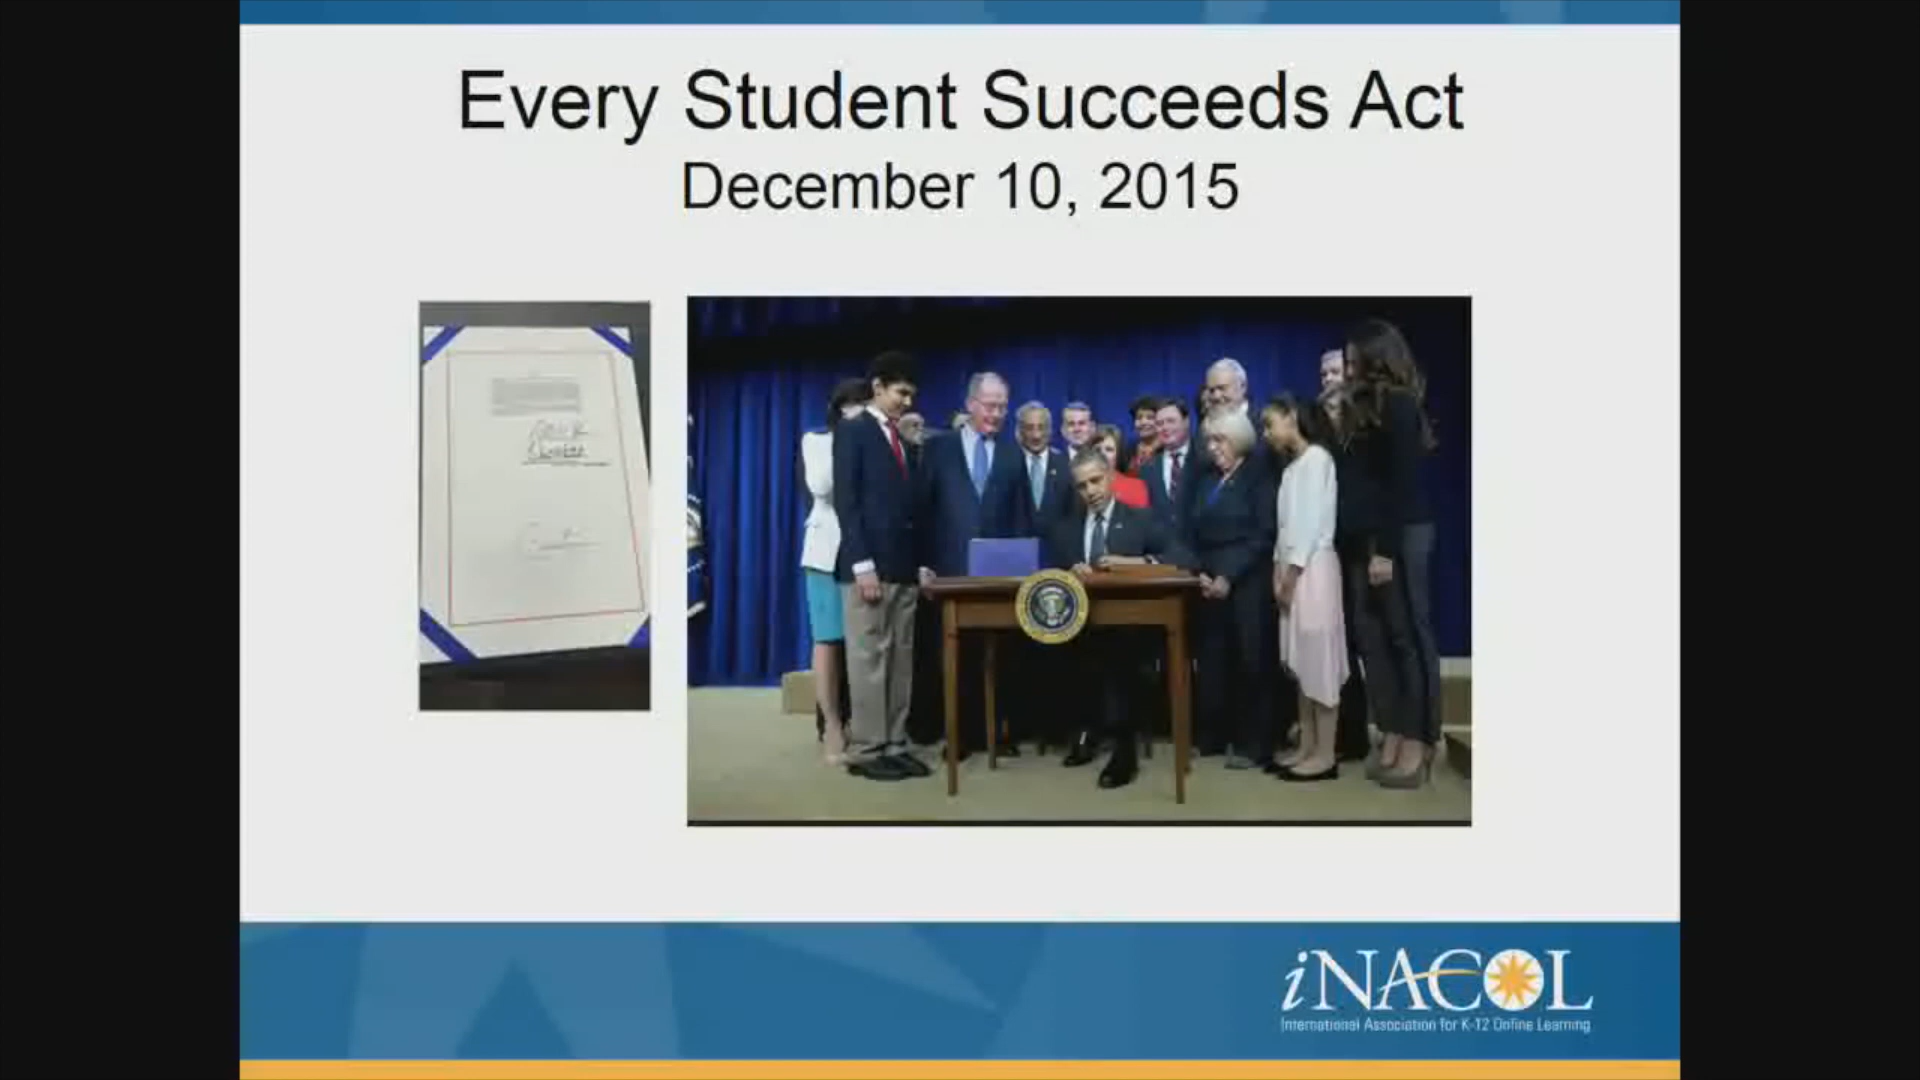 Every Student Succeeds Act
December 10, 2015
iNACOL
International Association for K-12 Online Learning